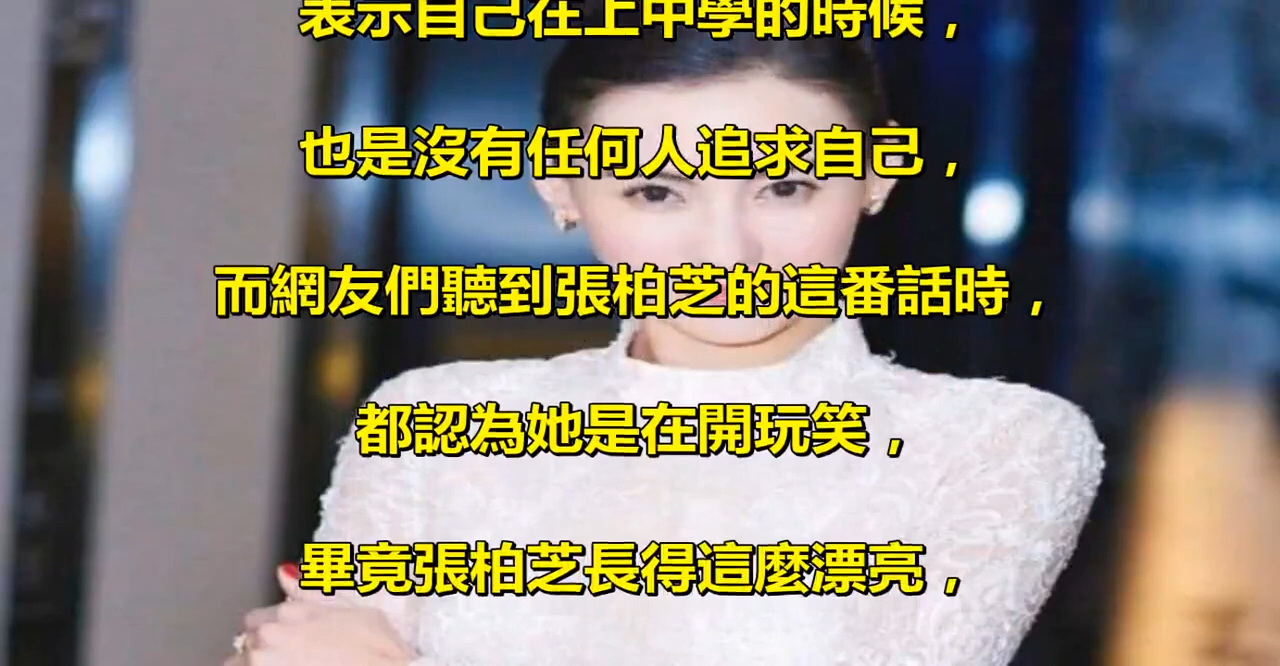 表示自己在上中學的時候，
也是沒有任何人追求自己，
而網友們聽到張柏芝的這番話時，
都認為她是在開玩笑，
畢竟張柏芝長得這麼漂亮，